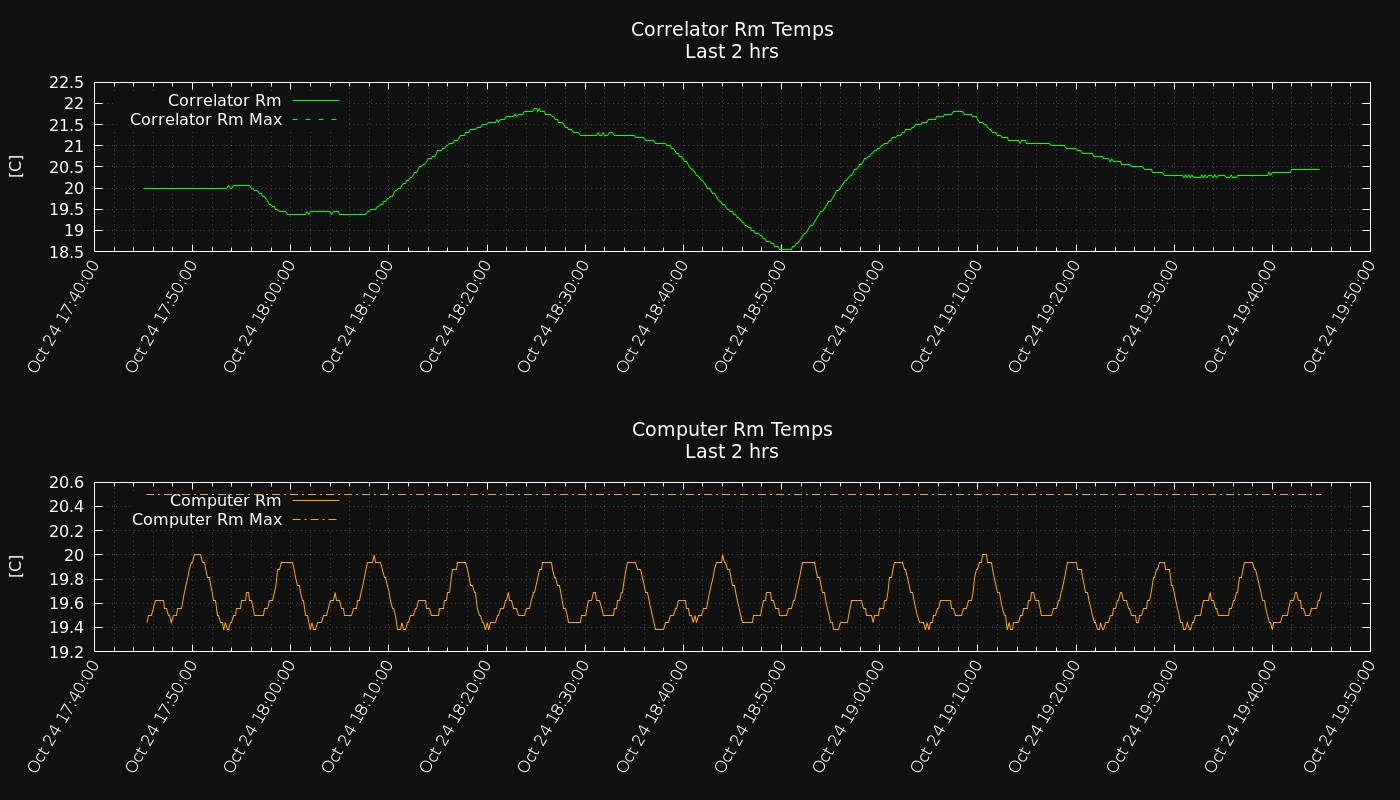 Correlator Rm Temps
Last 2 hrs
22.5
22
21.5
21
20.5
20
19.5
19
18.5
[C]
Correlator Rm
Correlator Rm Max
Oct 24 17:40:00
Oct 24 17:50:00
Oct 24 18:00:00
Oct 24 18:10:00
Oct 24 18:20:00
Oct 24 18:30:00
Oct 24 18:40:00
Oct 24 18:50:00
Oct 24 19:00:00
Oct 24 19:10:00
Oct 24 19:20:00
Oct 24 19:30:00
Oct 24 19:40:00
Oct 24 19:50:00
Computer Rm Temps
Last 2 hrs
20.6
20.4
20.2
20
19.8
19.6
19.4
19.2
[C]
Computer Rm
Computer Rm Max
Oct 24 17:40:00
Oct 24 17:50:00
Oct 24 18:00:00
Oct 24 18:10:00
Oct 24 18:20:00
Oct 24 18:30:00
Oct 24 18:40:00
Oct 24 18:50:00
Oct 24 19:00:00
Oct 24 19:10:00
Oct 24 19:20:00
Oct 24 19:30:00
Oct 24 19:40:00
Oct 24 19:50:00